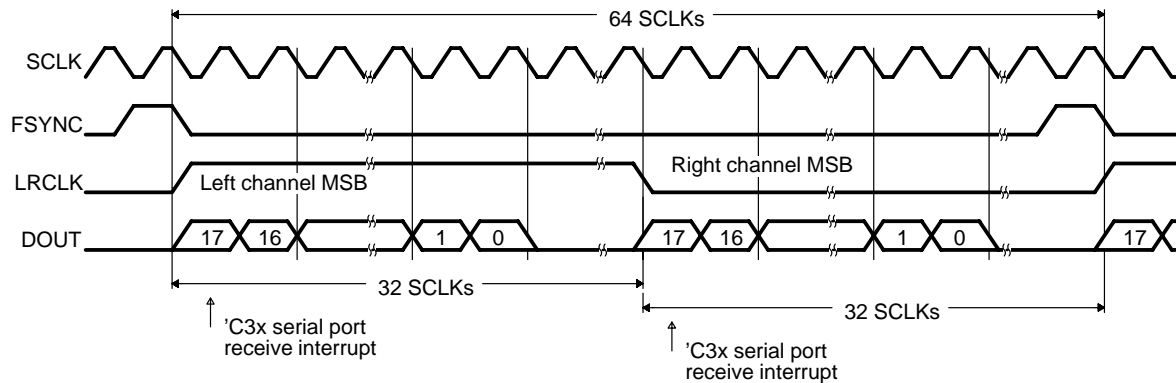 64 SCLKs
SCLK
FSYNC
LRCLK
Left channel MSB
Right channel MSB
DOUT
17 16 1 0 17 16 1 0 17
32 SCLKs
32 SCLKs
'C3x serial port
receive interrupt
'C3x serial port
receive interrupt